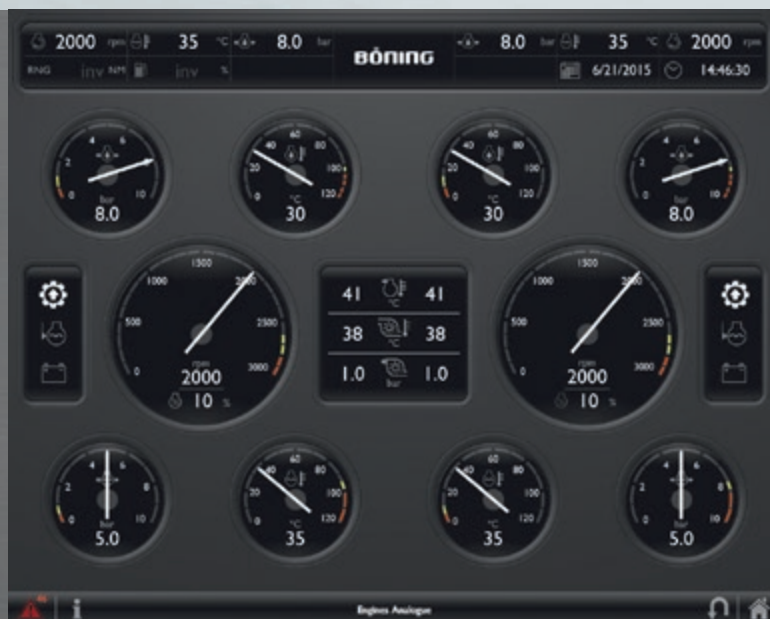 2000 rpm 35 °C 8.0 bar BÖNING 8.0 bar 35 °C 2000 rpm
RNG inv NM inv % 6/21/2015 14:46:30
0 2 4 6 10 bar 8.0
0 20 40 60 80 100 120 °C 30
0 20 40 60 80 100 120 °C 30
0 2 4 6 10 bar 8.0
0 500 1000 1500 2000 2500 3000 rpm 2000 10 %
41 °C 41
38 °C 38
1.0 bar 1.0
0 500 1000 1500 2000 2500 3000 rpm 2000 10 %
0 2 4 6 8 10 bar 5.0
0 20 40 60 80 100 120 °C 35
0 20 40 60 80 100 120 °C 35
0 2 4 6 8 10 bar 5.0
Engines Analogue